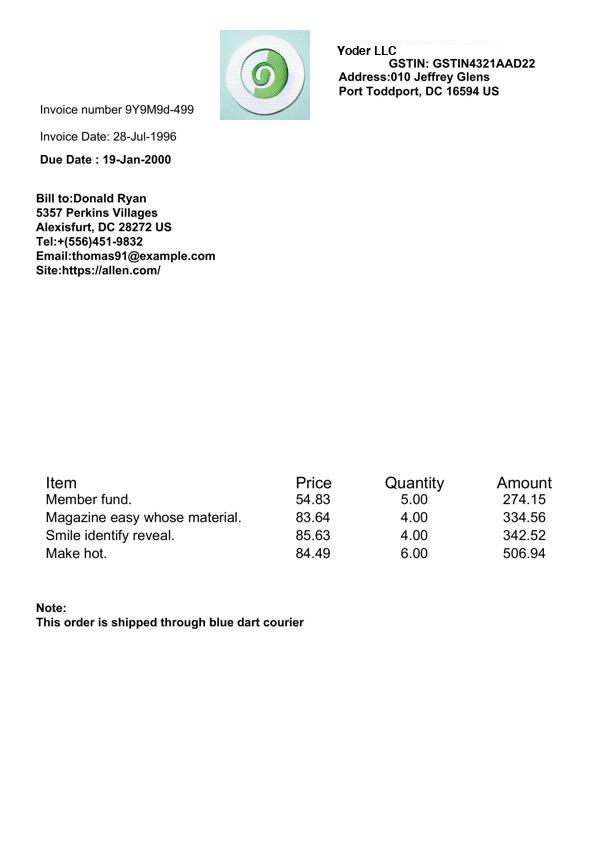 Yoder LLC
GSTIN: GSTIN4321AAD22
Address:010 Jeffrey Glens
Port Toddport, DC 16594 US
Invoice number 9Y9M9d-499
Invoice Date: 28-Jul-1996
Due Date : 19-Jan-2000
Bill to:Donald Ryan
5357 Perkins Villages
Alexisfurt, DC 28272 US
Tel:+(556)451-9832
Email:thomas91@example.com
Site:https://allen.com/
Item Price Quantity Amount
Member fund. 54.83 5.00 274.15
Magazine easy whose material. 83.64 4.00 334.56
Smile identify reveal. 85.63 4.00 342.52
Make hot. 84.49 6.00 506.94
Note:
This order is shipped through blue dart courier